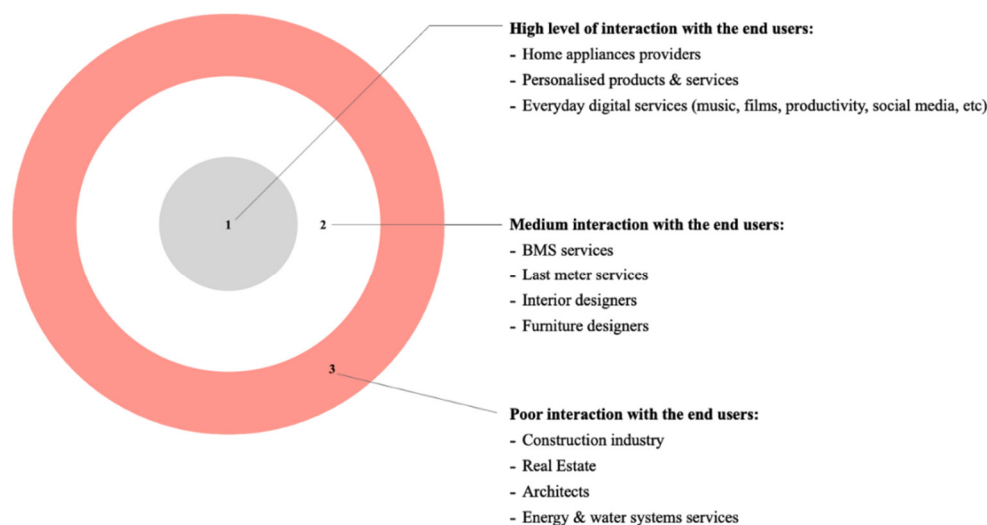 High level of interaction with the end users:
- Home appliances providers
- Personalised products & services
- Everyday digital services (music, films, productivity, social media, etc)
1
2
Medium interaction with the end users:
- BMS services
- Last meter services
- Interior designers
- Furniture designers
3
Poor interaction with the end users:
- Construction industry
- Real Estate
- Architects
- Energy & water systems services